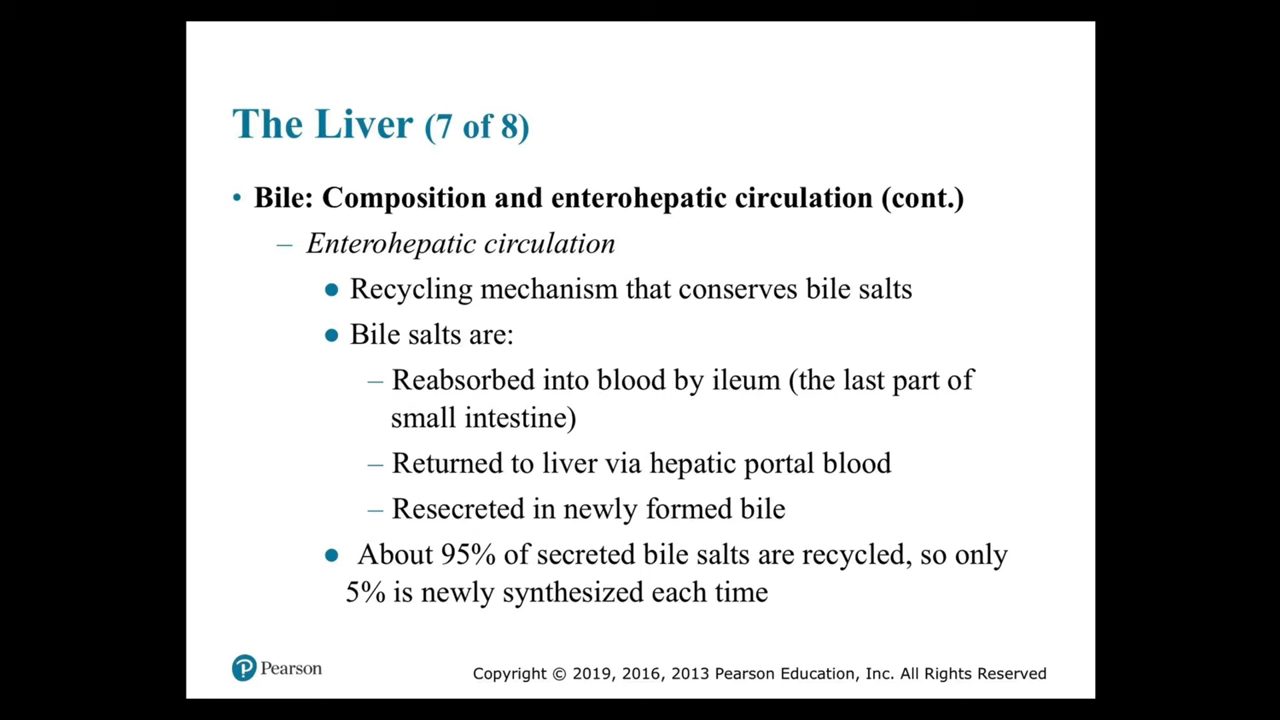 The Liver (7 of 8)
• Bile: Composition and enterohepatic circulation (cont.)
– Enterohepatic circulation
● Recycling mechanism that conserves bile salts
● Bile salts are:
– Reabsorbed into blood by ileum (the last part of
small intestine)
– Returned to liver via hepatic portal blood
– Resecreted in newly formed bile
● About 95% of secreted bile salts are recycled, so only
5% is newly synthesized each time
P Pearson
Copyright © 2019, 2016, 2013 Pearson Education, Inc. All Rights Reserved